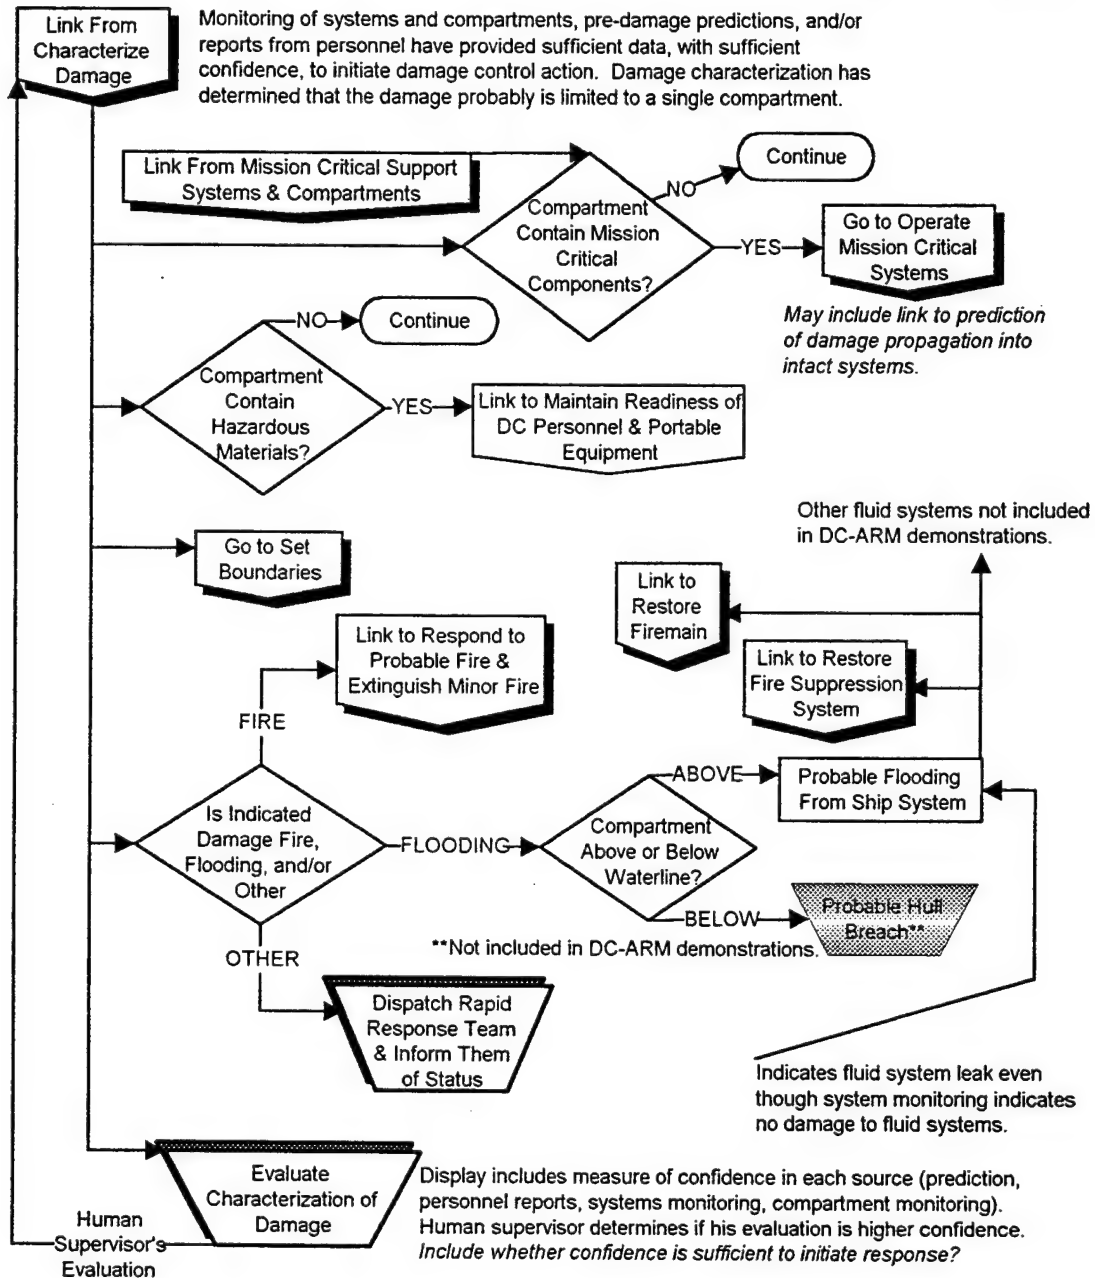 Link From
Characterize
Damage
Monitoring of systems and compartments, pre-damage predictions, and/or
reports from personnel have provided sufficient data, with sufficient
confidence, to initiate damage control action.  Damage characterization has
determined that the damage probably is limited to a single compartment.
Link From Mission Critical Support
Systems & Compartments
Compartment
Contain Mission
Critical
Components?
NO
Continue
YES
Go to Operate
Mission Critical
Systems
May include link to prediction
of damage propagation into
intact systems.
Compartment
Contain
Hazardous
Materials?
NO
Continue
YES
Link to Maintain Readiness of
DC Personnel & Portable
Equipment
Go to Set
Boundaries
Other fluid systems not included
in DC-ARM demonstrations.
Link to
Restore
Firemain
Link to Restore
Fire Suppression
System
Link to Respond to
Probable Fire &
Extinguish Minor Fire
FIRE
Is Indicated
Damage Fire,
Flooding, and/or
Other
FLOODING
Compartment
Above or Below
Waterline?
ABOVE
Probable Flooding
From Ship System
BELOW
Probable Hull
Breach**
**Not included in DC-ARM demonstrations.
OTHER
Dispatch Rapid
Response Team
& Inform Them
of Status
Indicates fluid system leak even
though system monitoring indicates
no damage to fluid systems.
Evaluate
Characterization of
Damage
Display includes measure of confidence in each source (prediction,
personnel reports, systems monitoring, compartment monitoring).
Human supervisor determines if his evaluation is higher confidence.
Include whether confidence is sufficient to initiate response?
Human
Supervisor's
Evaluation